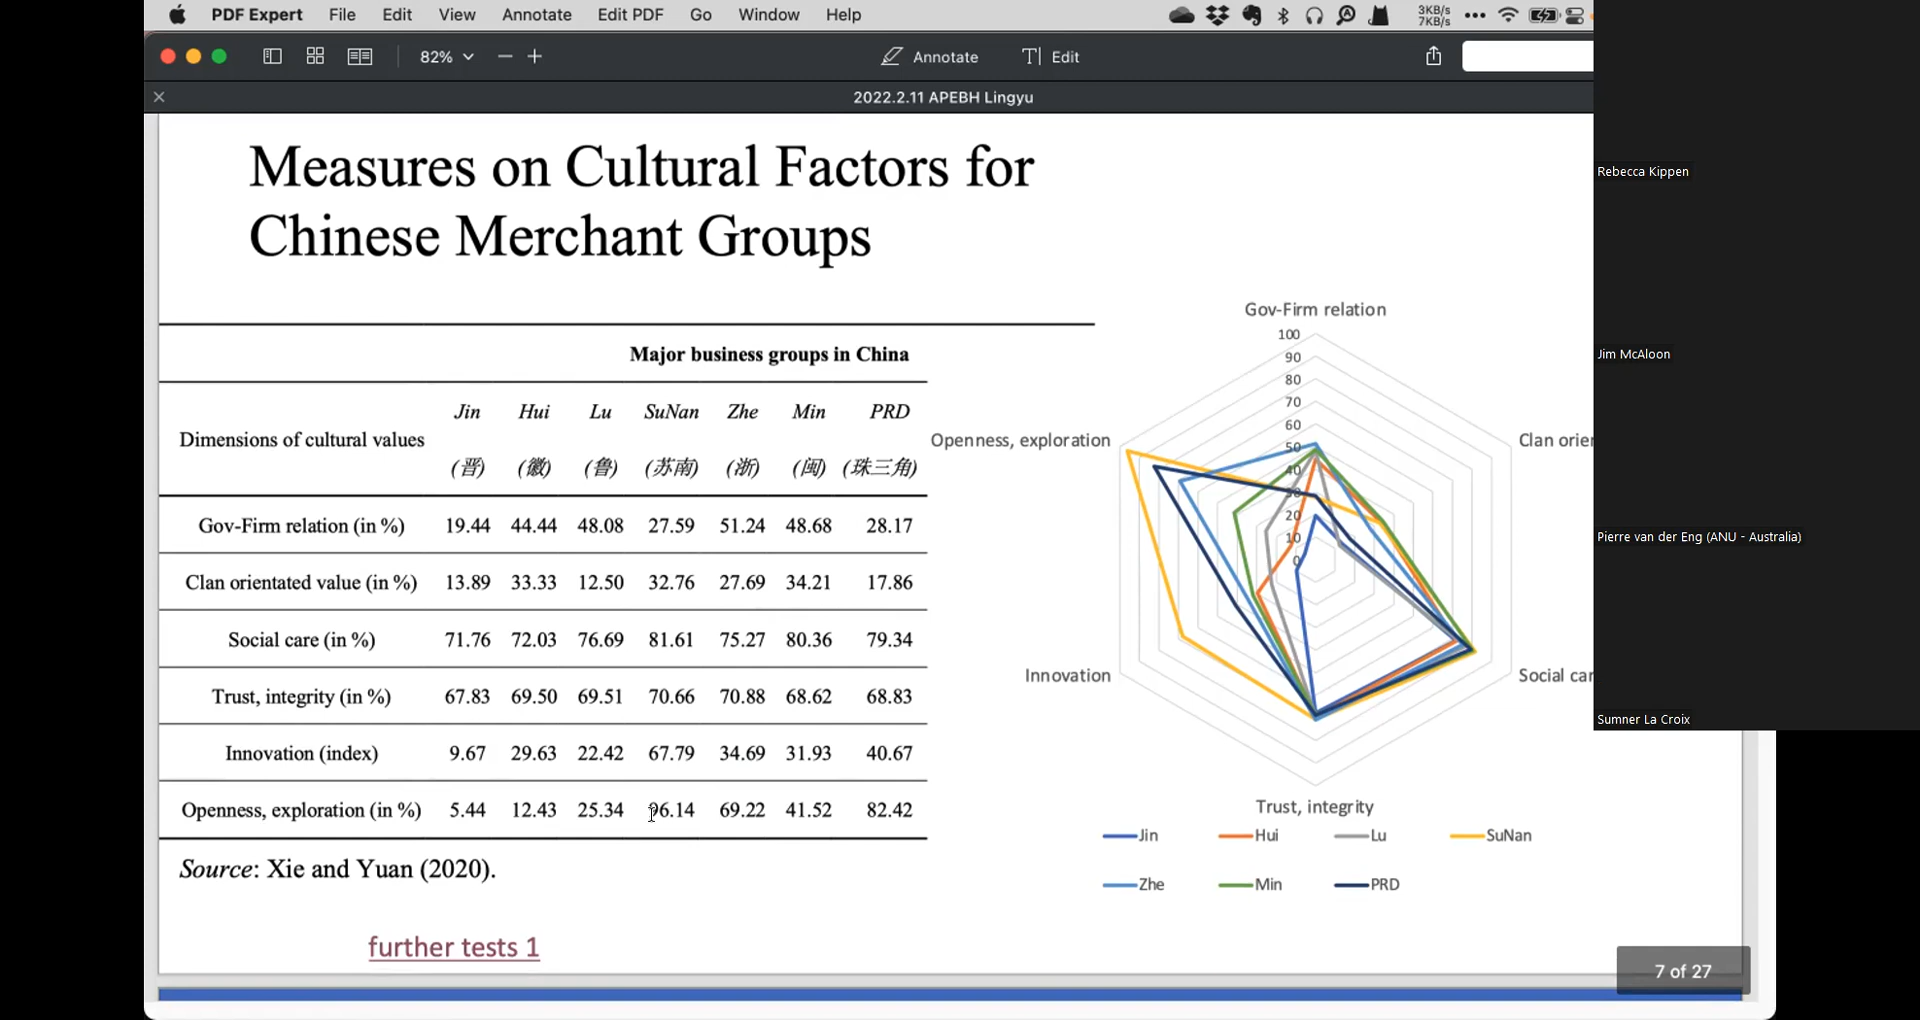 PDF Expert File Edit View Annotate Edit PDF Go Window Help 3KB/s
7KB/s
82% Annotate T| Edit
2022.2.11 APEBH Lingyu
Measures on Cultural Factors for
Chinese Merchant Groups
Major business groups in China
Dimensions of cultural values
Jin Hui Lu SuNan Zhe Min PRD
(晋) (徽) (鲁) (苏南) (浙) (闽) (珠三角)
Gov-Firm relation (in %) 19.44 44.44 48.08 27.59 51.24 48.68 28.17
Clan orientated value (in %) 13.89 33.33 12.50 32.76 27.69 34.21 17.86
Social care (in %) 71.76 72.03 76.69 81.61 75.27 80.36 79.34
Trust, integrity (in %) 67.83 69.50 69.51 70.66 70.88 68.62 68.83
Innovation (index) 9.67 29.63 22.42 67.79 34.69 31.93 40.67
Openness, exploration (in %) 5.44 12.43 25.34 96.14 69.22 41.52 82.42
Source: Xie and Yuan (2020).
further tests 1
Gov-Firm relation
100
90
80
70
60
50
40
30
20
10
0
Openness, exploration
Clan orier
Innovation
Social car
Trust, integrity
Jin Hui Lu SuNan
Zhe Min PRD
7 of 27
Rebecca Kippen
Jim McAloon
Pierre van der Eng (ANU - Australia)
Sumner La Croix